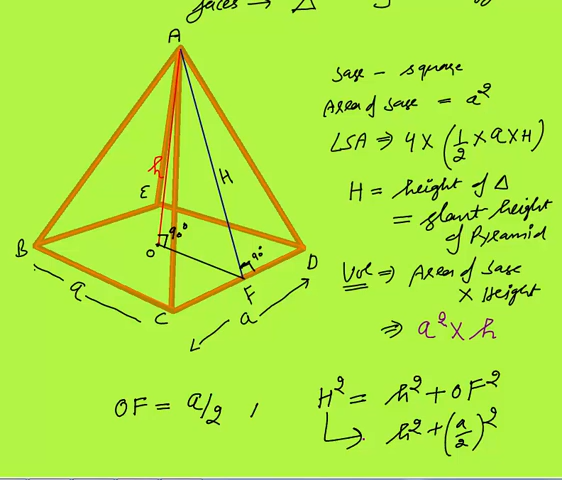 faces → △
A
Base - square
Area of Base = a²
LSA ⇒ 4 × (1/2 × a × H)
H = height of △
= slant height
of Pyramid
Vol ⇒ Area of Base
× Height
⇒ a² × h
h
H
E
90°
O
90°
B
D
F
a
C
a
OF = a/2 , H² = h² + OF²
↳ h² + (a/2)²